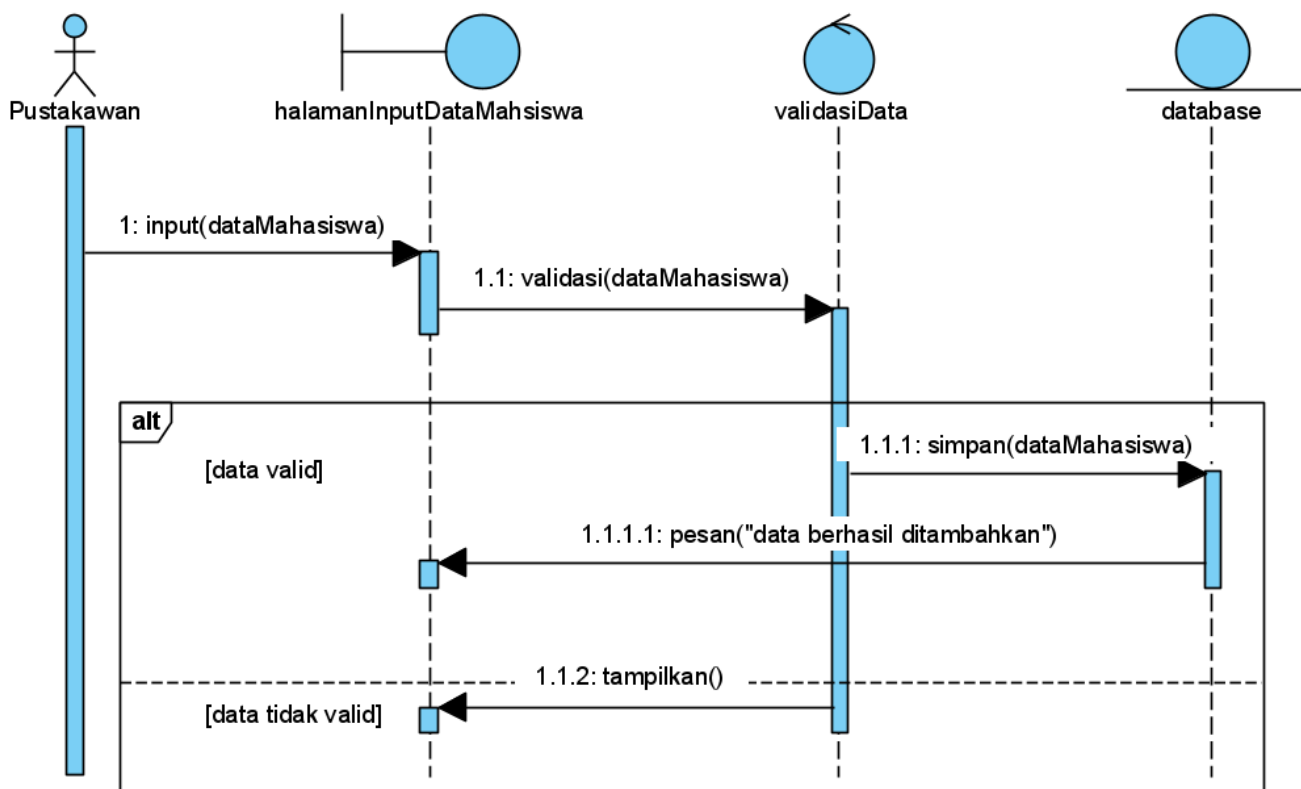 Pustakawan
halamanInputDataMahsiswa
validasiData
database
1: input(dataMahasiswa)
1.1: validasi(dataMahasiswa)
alt
1.1.1: simpan(dataMahasiswa)
[data valid]
1.1.1.1: pesan("data berhasil ditambahkan")
1.1.2: tampilkan()
[data tidak valid]